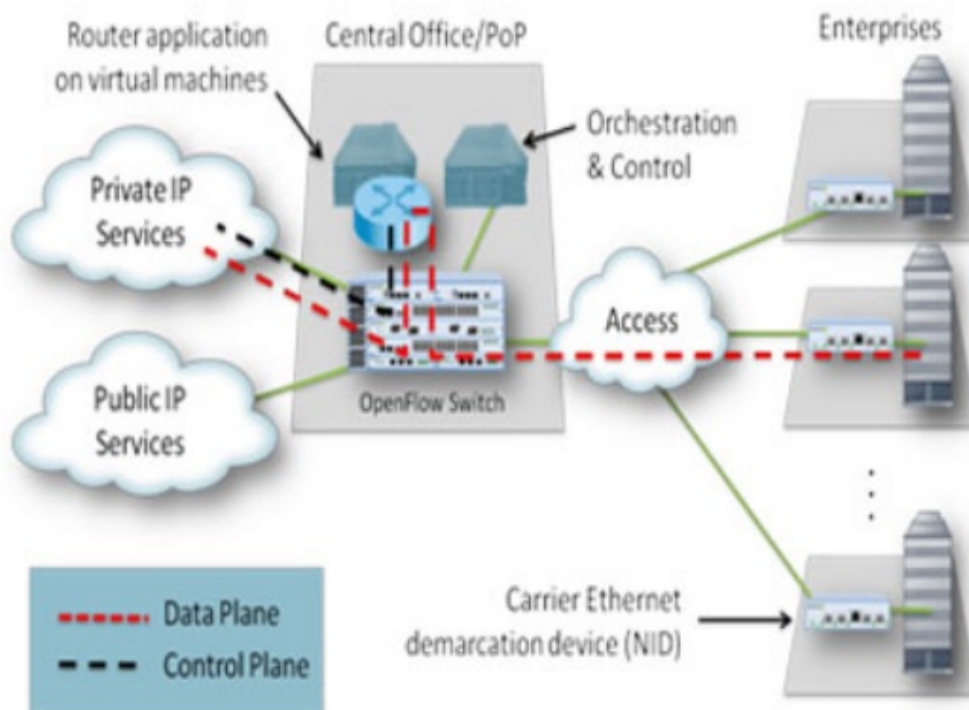 Router application
on virtual machines
Central Office/PoP
Enterprises
Orchestration
& Control
Private IP
Services
Access
Public IP
Services
OpenFlow Switch
Data Plane
Control Plane
Carrier Ethernet
demarcation device (NID)